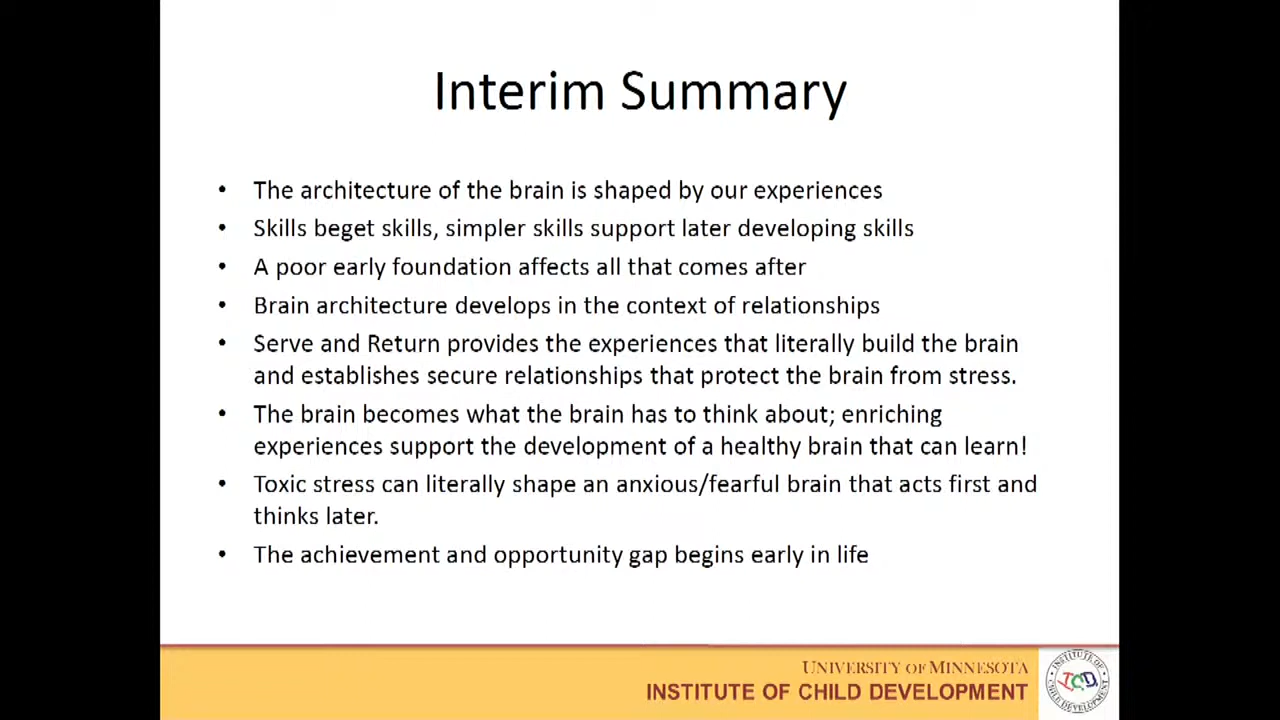 Interim Summary
• The architecture of the brain is shaped by our experiences
• Skills beget skills, simpler skills support later developing skills
• A poor early foundation affects all that comes after
• Brain architecture develops in the context of relationships
• Serve and Return provides the experiences that literally build the brain
and establishes secure relationships that protect the brain from stress.
• The brain becomes what the brain has to think about; enriching
experiences support the development of a healthy brain that can learn!
• Toxic stress can literally shape an anxious/fearful brain that acts first and
thinks later.
• The achievement and opportunity gap begins early in life
UNIVERSITY OF MINNESOTA
INSTITUTE OF CHILD DEVELOPMENT
INSTITUTE OF
ICD
CHILD DEVELOPMENT